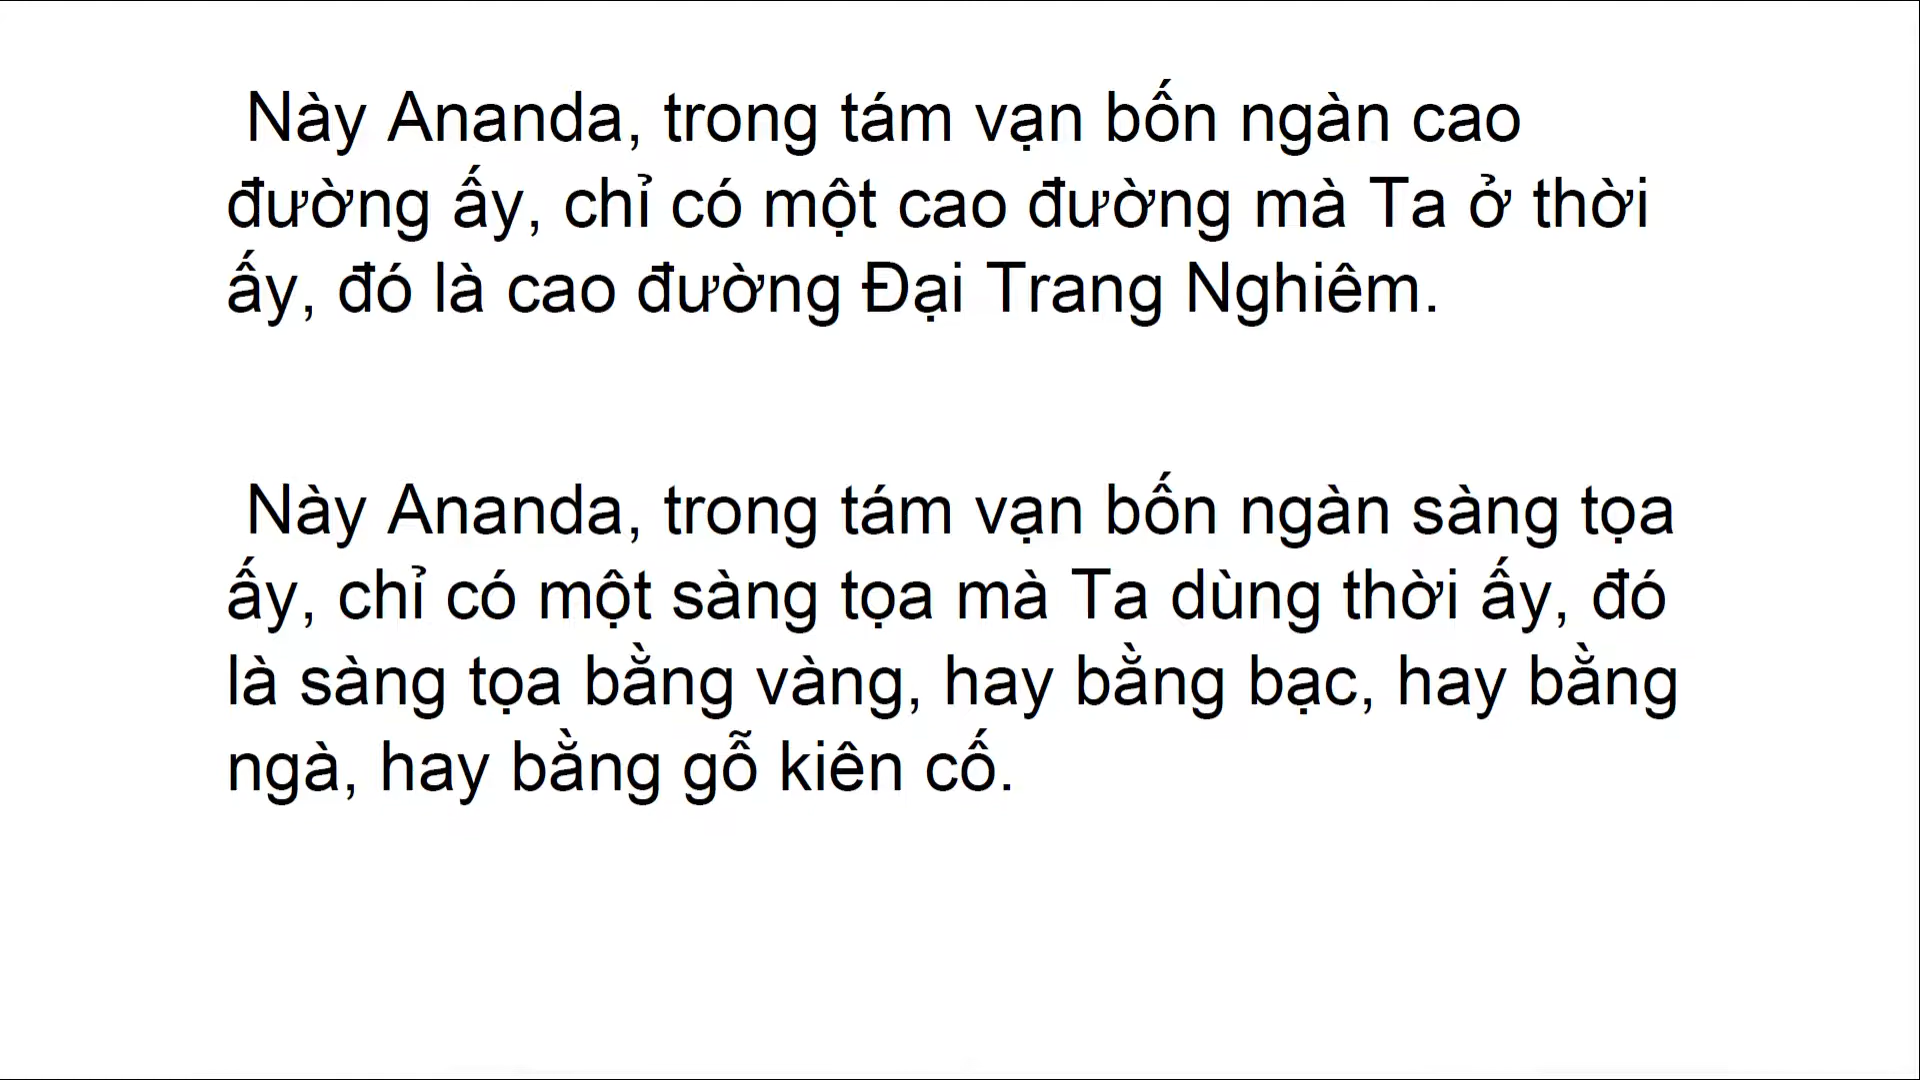 Này Ananda, trong tám vạn bốn ngàn cao
đường ấy, chỉ có một cao đường mà Ta ở thời
ấy, đó là cao đường Đại Trang Nghiêm.
Này Ananda, trong tám vạn bốn ngàn sàng tọa
ấy, chỉ có một sàng tọa mà Ta dùng thời ấy, đó
là sàng tọa bằng vàng, hay bằng bạc, hay bằng
ngà, hay bằng gỗ kiên cố.